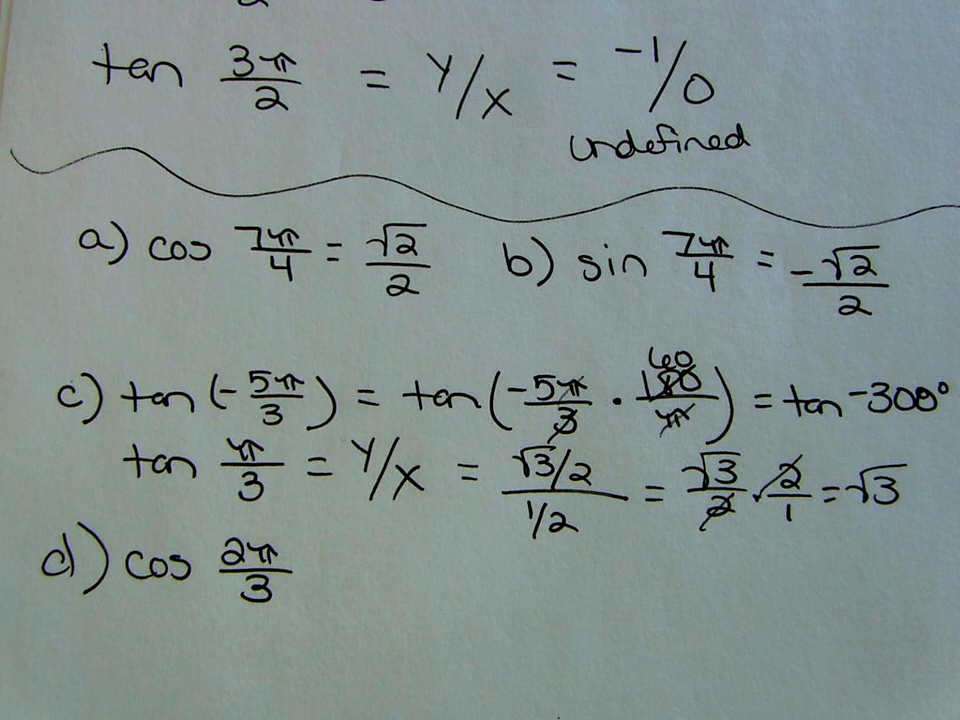 tan 3π/2 = y/x = -1/0
undefined
a) cos 7π/4 = √2/2 b) sin 7π/4 = -√2/2
c) tan(-5π/3) = tan(-5π/3 · 180/π) 60 = tan -300°
tan π/3 = y/x = √3/2 / 1/2 = √3/2 · 2/1 = √3
d) cos 2π/3